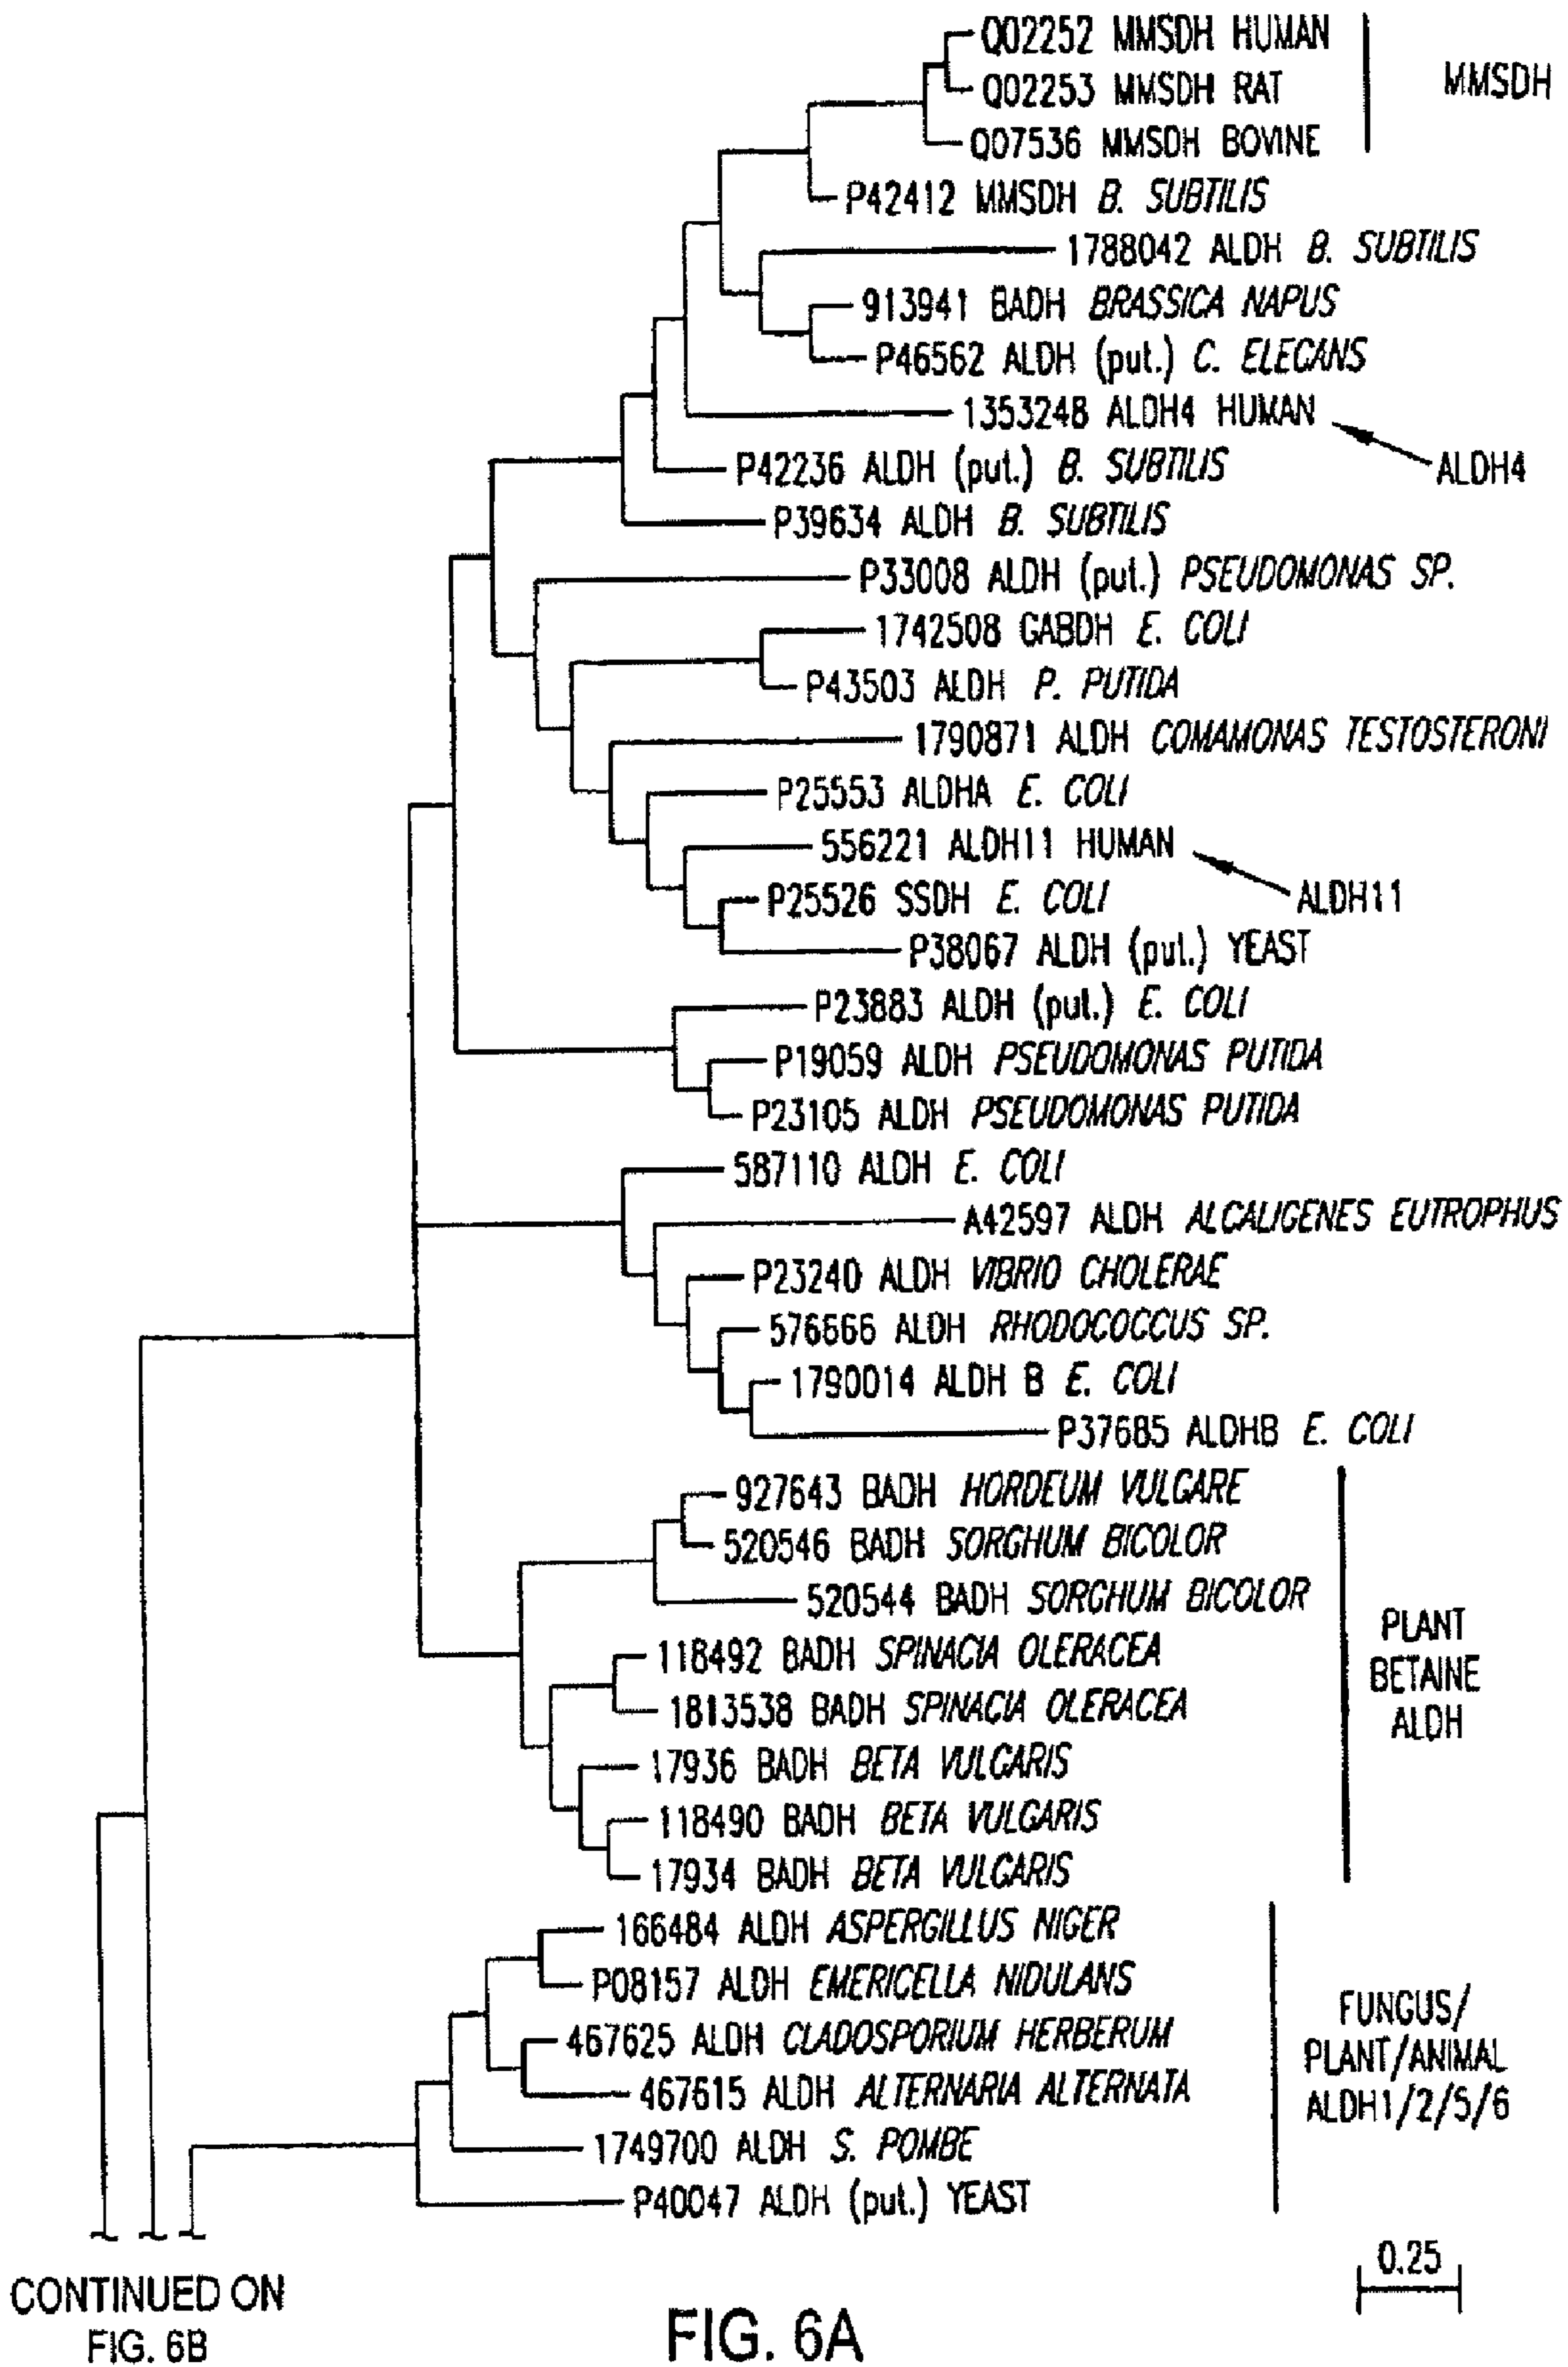 Q02252 MMSDH HUMAN
Q02253 MMSDH RAT
MMSDH
Q07536 MMSDH BOVINE
P42412 MMSDH B. SUBTILIS
1788042 ALDH B. SUBTILIS
913941 BADH BRASSICA NAPUS
P46562 ALDH (put.) C. ELEGANS
1353248 ALDH4 HUMAN
ALDH4
P42236 ALDH (put.) B. SUBTILIS
P39634 ALDH B. SUBTILIS
P33008 ALDH (put.) PSEUDOMONAS SP.
1742508 GABDH E. COLI
P43503 ALDH P. PUTIDA
1790871 ALDH COMAMONAS TESTOSTERONI
P25553 ALDHA E. COLI
556221 ALDH11 HUMAN
ALDH11
P25526 SSDH E. COLI
P38067 ALDH (put.) YEAST
P23883 ALDH (put.) E. COLI
P19059 ALDH PSEUDOMONAS PUTIDA
P23105 ALDH PSEUDOMONAS PUTIDA
587110 ALDH E. COLI
A42597 ALDH ALCALIGENES EUTROPHUS
P23240 ALDH VIBRIO CHOLERAE
576666 ALDH RHODOCOCCUS SP.
1790014 ALDH B E. COLI
P37685 ALDHB E. COLI
927643 BADH HORDEUM VULGARE
520546 BADH SORGHUM BICOLOR
520544 BADH SORGHUM BICOLOR
118492 BADH SPINACIA OLERACEA
1813538 BADH SPINACIA OLERACEA
17936 BADH BETA VULGARIS
118490 BADH BETA VULGARIS
17934 BADH BETA VULGARIS
PLANT
BETAINE
ALDH
166484 ALDH ASPERGILLUS NIGER
P08157 ALDH EMERICELLA NIDULANS
467625 ALDH CLADOSPORIUM HERBERUM
467615 ALDH ALTERNARIA ALTERNATA
1749700 ALDH S. POMBE
P40047 ALDH (put.) YEAST
FUNGUS/
PLANT/ANIMAL
ALDH1/2/5/6
0.25
CONTINUED ON
FIG. 6B
FIG. 6A